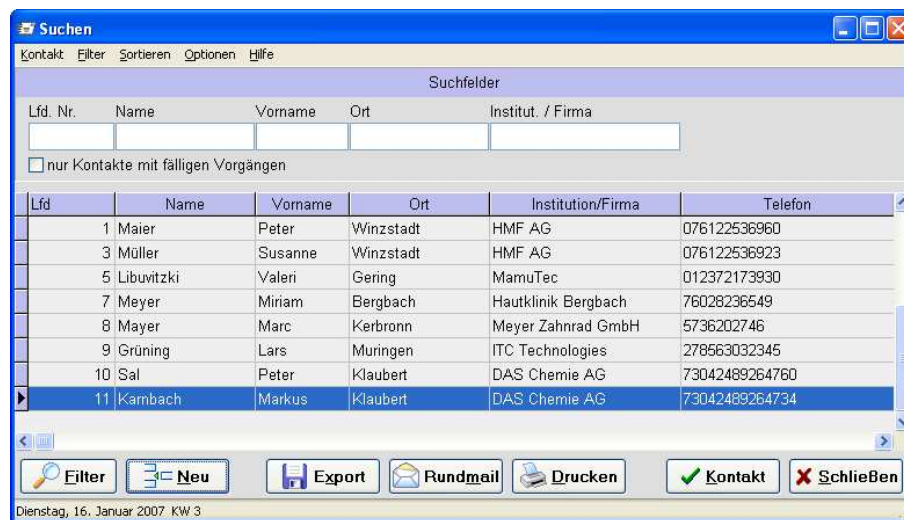 Suchen
Kontakt Filter Sortieren Optionen Hilfe
Suchfelder
Lfd. Nr. Name Vorname Ort Institut. / Firma
nur Kontakte mit fälligen Vorgängen
Lfd Name Vorname Ort Institution/Firma Telefon
1 Maier Peter Winzstadt HMF AG 076122536960
3 Müller Susanne Winzstadt HMF AG 076122536923
5 Libuvitzki Valeri Gering MamuTec 012372173930
7 Meyer Miriam Bergbach Hautklinik Bergbach 76028236549
8 Mayer Marc Kerbronn Meyer Zahnrad GmbH 5736202746
9 Grüning Lars Muringen ITC Technologies 278563032345
10 Sal Peter Klaubert DAS Chemie AG 73042489264760
11 Karnbach Markus Klaubert DAS Chemie AG 73042489264734
Filter Neu Export Rundmail Drucken Kontakt Schließen
Dienstag, 16. Januar 2007 KW 3